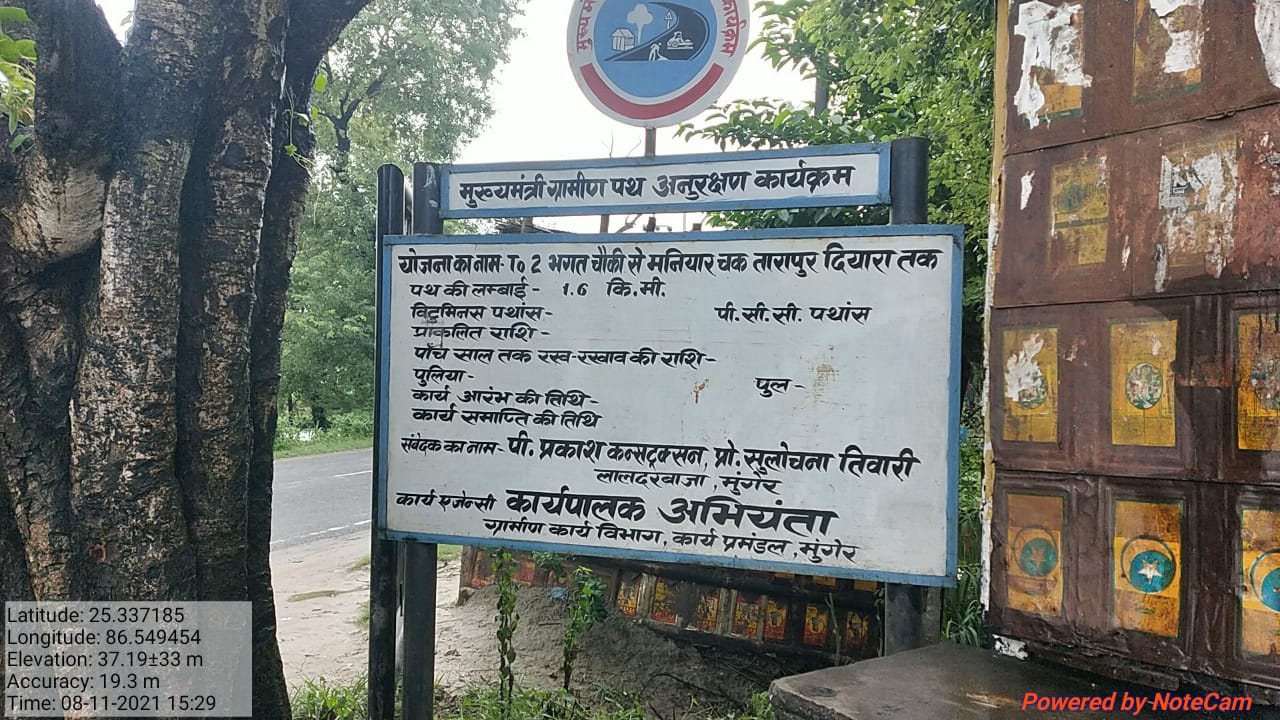 मुख्यमंत्री ग्रामीण पथ अनुरक्षण कार्यक्रम
योजना का नाम- To 2 भगत चौकी से मनियार चक तारापुर दियारा तक
पथ की लम्बाई - 1.6 कि.मी.
विटुमिनस पथांस- पी.सी.सी. पथांस
प्राकलित राशि -
पाँच साल तक रख-रखाव की राशि-
पुलिया- पुल-
कार्य आरंभ की तिथि-
कार्य समाप्ति की तिथि
संवेदक का नाम- पी. प्रकाश कन्सट्रक्सन, प्रो. सुलोचना तिवारी
लालदरवाजा, मुंगेर
कार्य एजेन्सी कार्यपालक अभियंता
ग्रामीण कार्य विभाग, कार्य प्रमंडल, मुंगेर
Latitude: 25.337185
Longitude: 86.549454
Elevation: 37.19±33 m
Accuracy: 19.3 m
Time: 08-11-2021 15:29
Powered by NoteCam